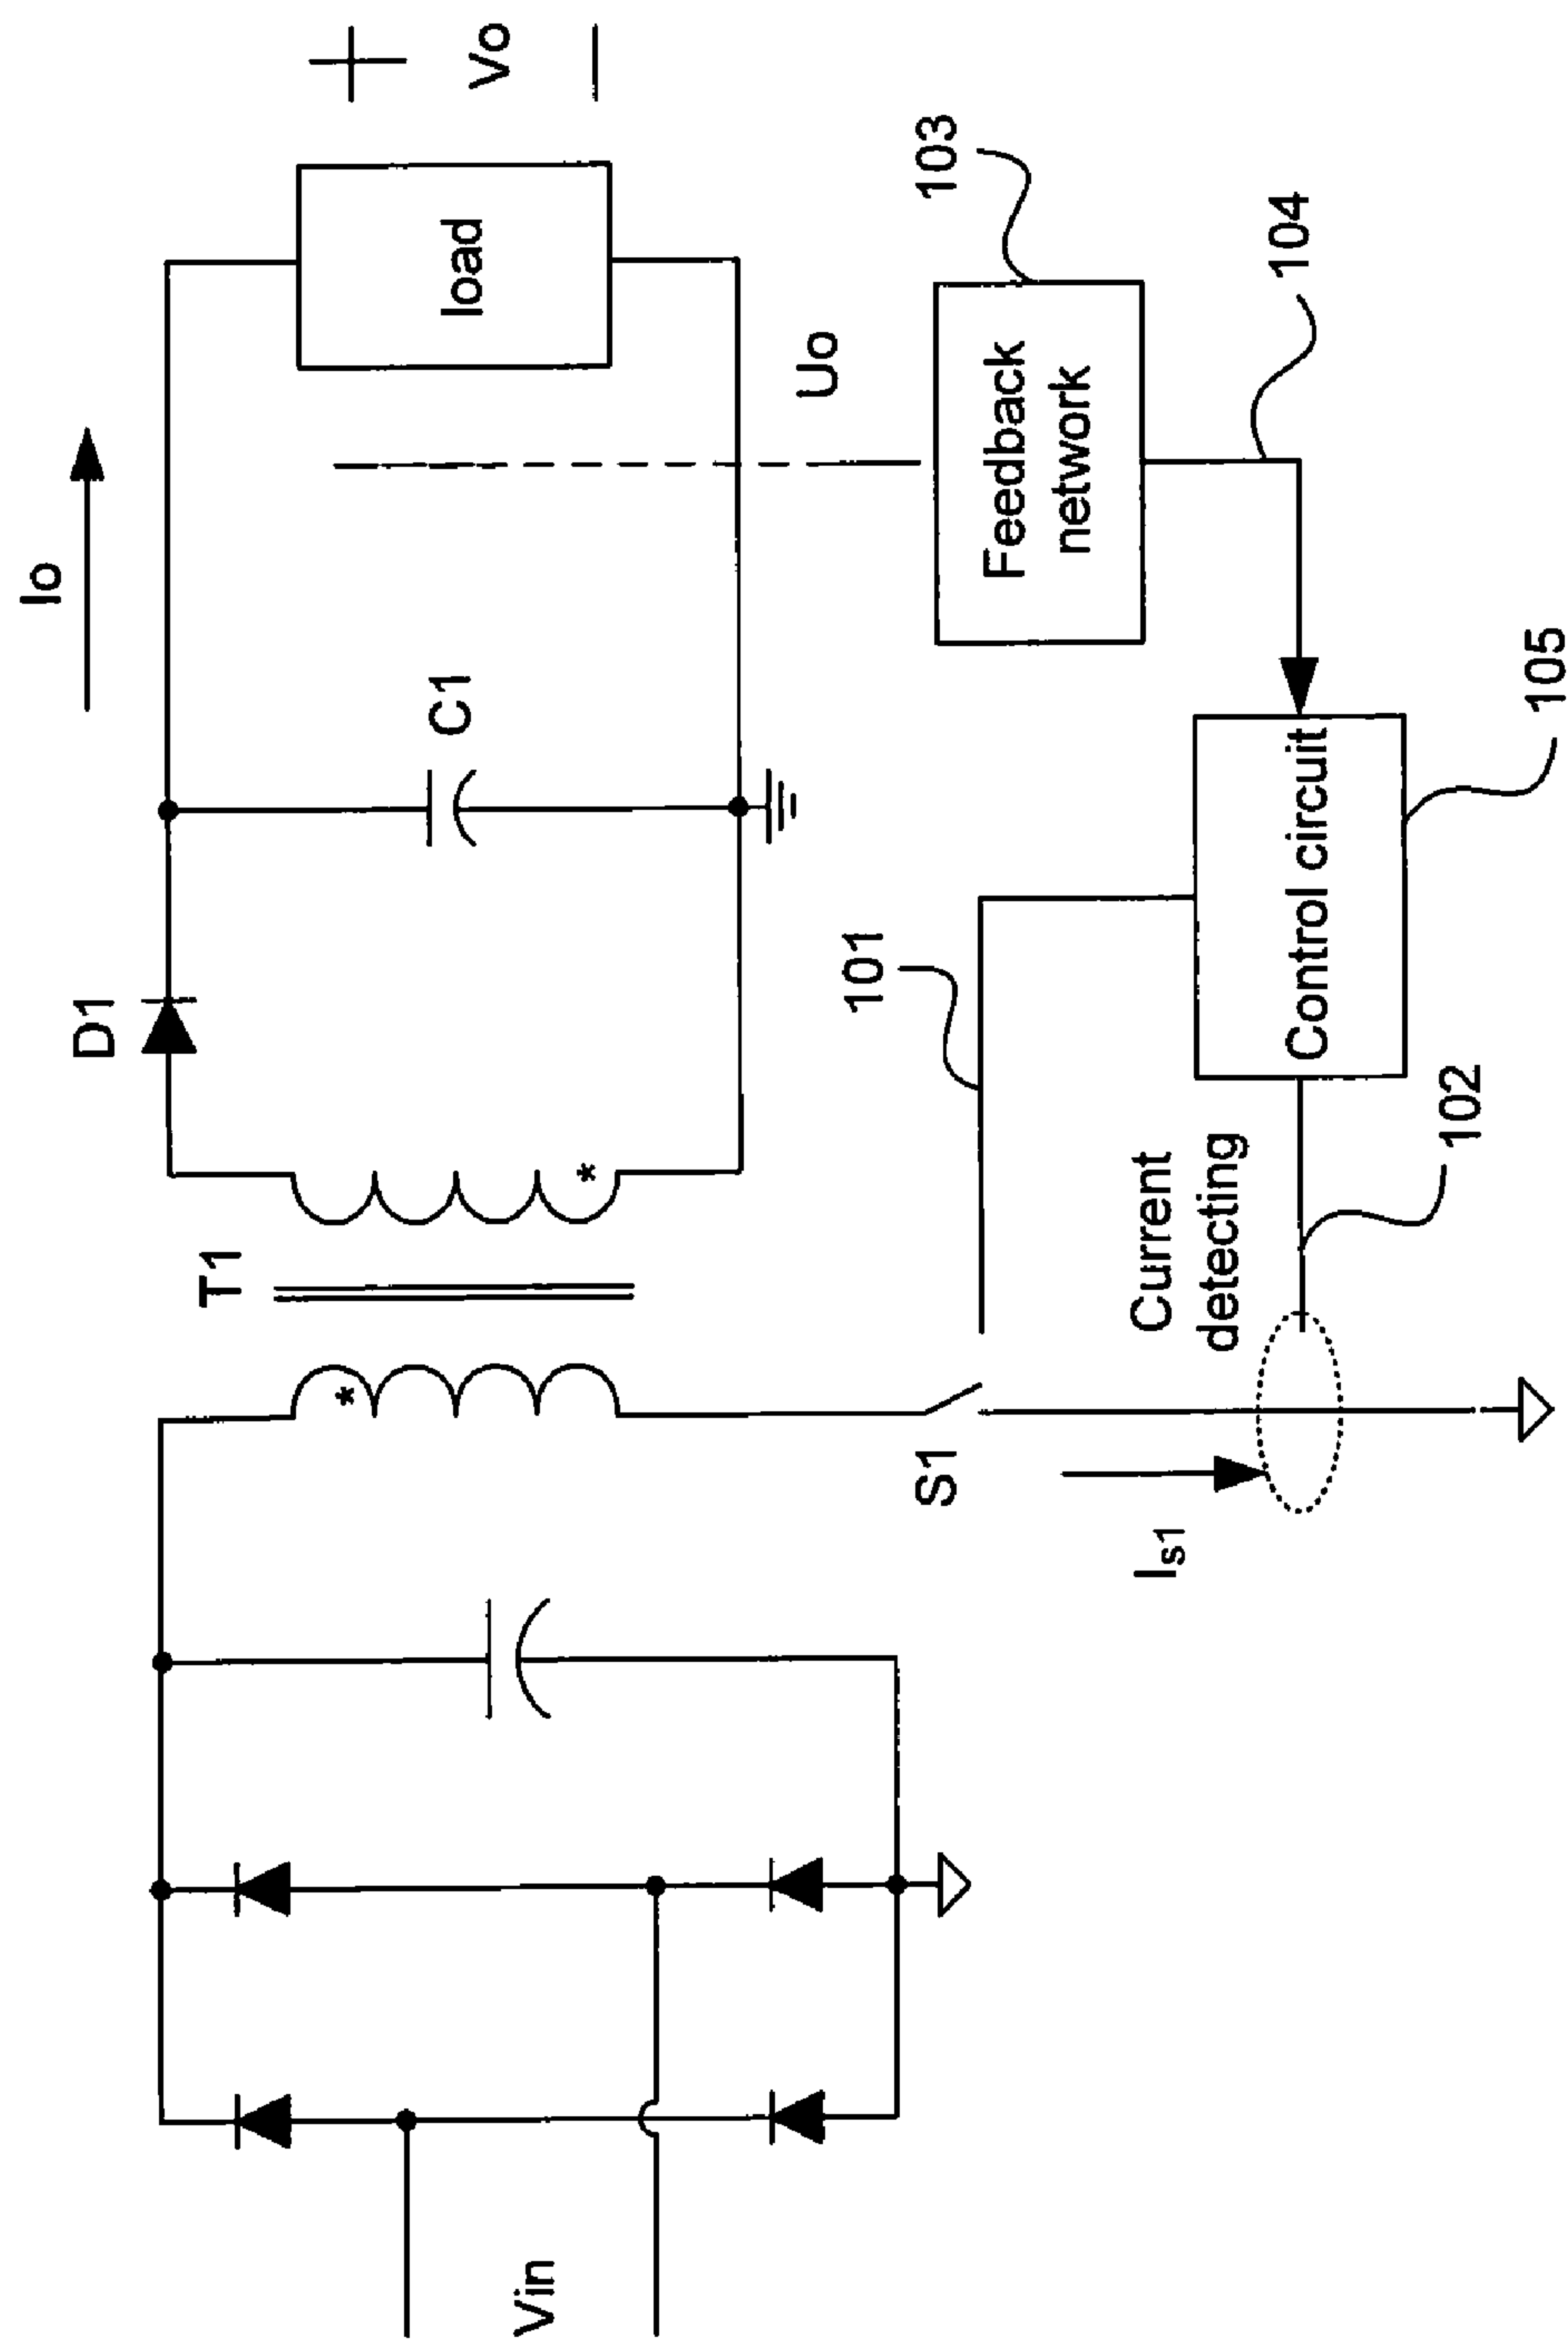 Io
D1
T1
C1
load
+
Vo
−
Uo
*
*
Vin
S1
101
Feedback
network
103
Is1
Current
detecting
Control circuit
104
102
105